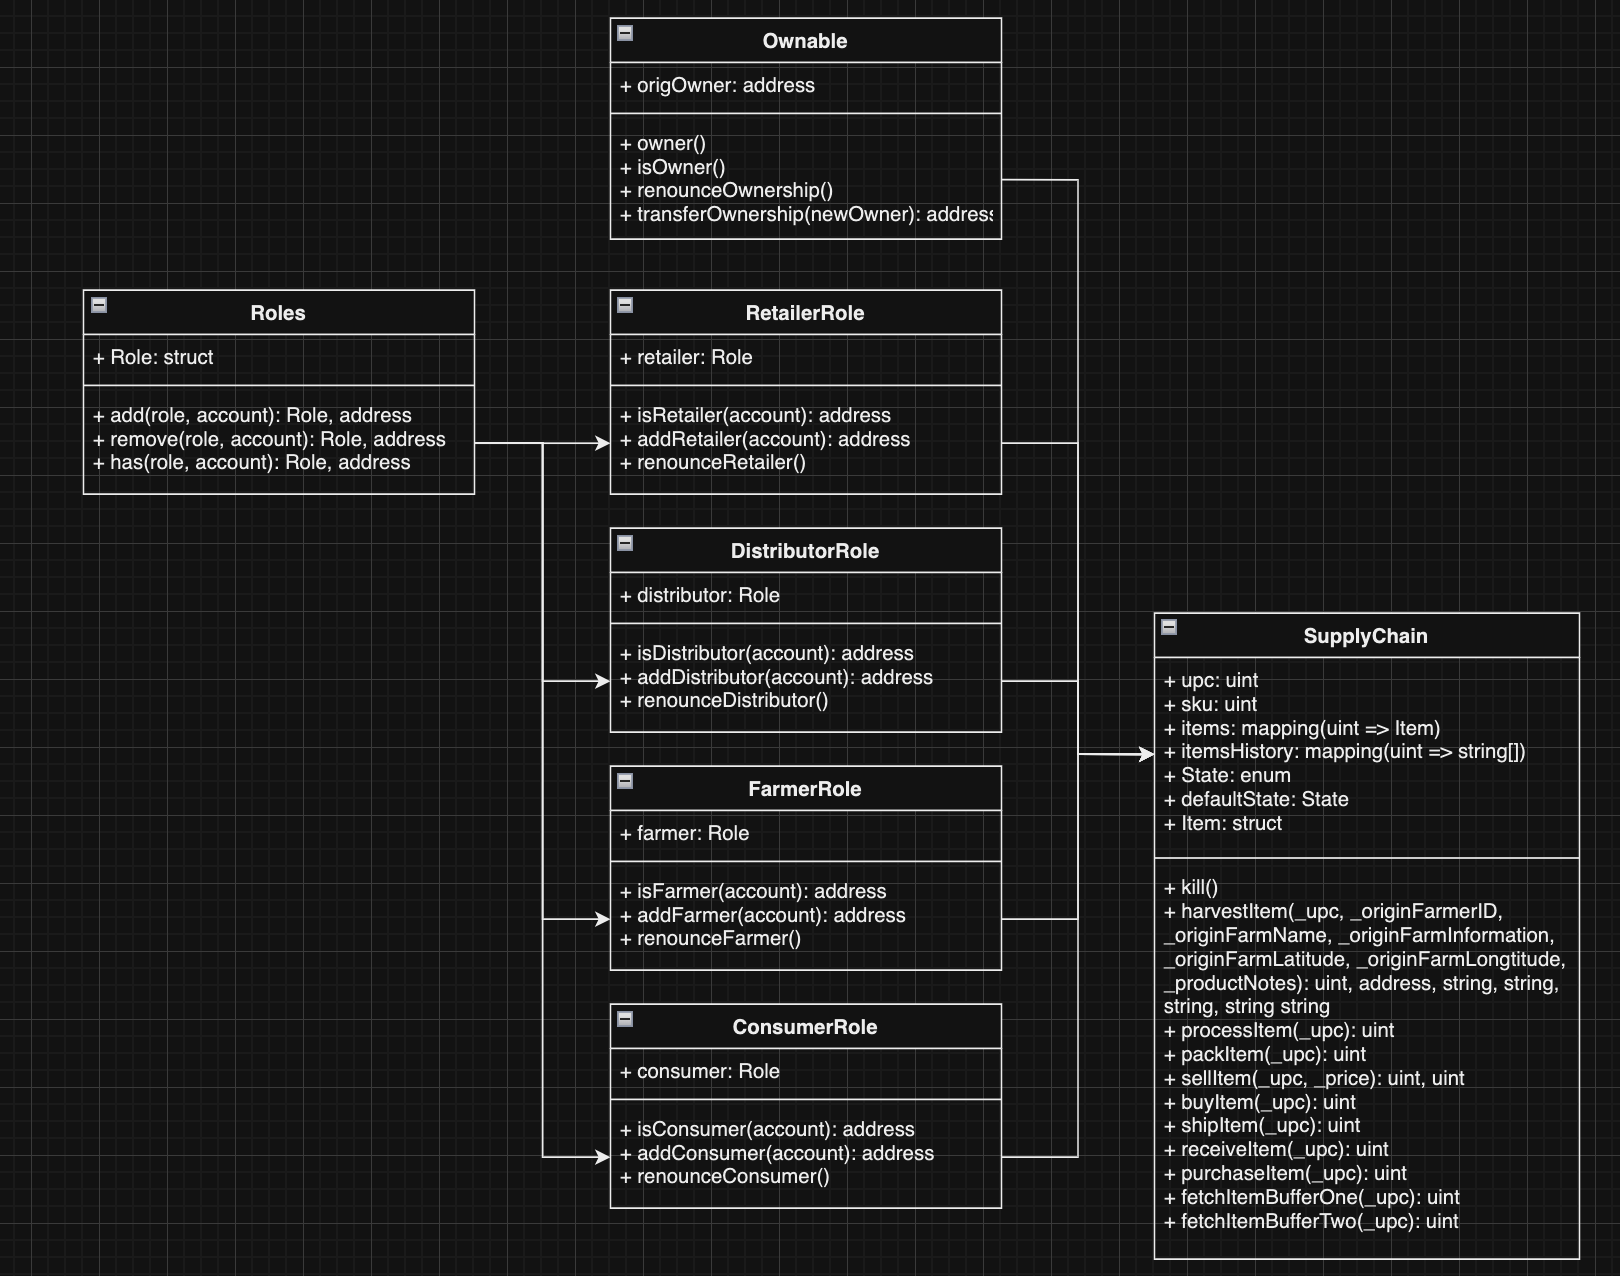 Ownable
+ origOwner: address
+ owner()
+ isOwner()
+ renounceOwnership()
+ transferOwnership(newOwner): address
Roles
+ Role: struct
+ add(role, account): Role, address
+ remove(role, account): Role, address
+ has(role, account): Role, address
RetailerRole
+ retailer: Role
+ isRetailer(account): address
+ addRetailer(account): address
+ renounceRetailer()
DistributorRole
+ distributor: Role
+ isDistributor(account): address
+ addDistributor(account): address
+ renounceDistributor()
FarmerRole
+ farmer: Role
+ isFarmer(account): address
+ addFarmer(account): address
+ renounceFarmer()
ConsumerRole
+ consumer: Role
+ isConsumer(account): address
+ addConsumer(account): address
+ renounceConsumer()
SupplyChain
+ upc: uint
+ sku: uint
+ items: mapping(uint => Item)
+ itemsHistory: mapping(uint => string[])
+ State: enum
+ defaultState: State
+ Item: struct
+ kill()
+ harvestItem(_upc, _originFarmerID,
_originFarmName, _originFarmInformation,
_originFarmLatitude, _originFarmLongtitude,
_productNotes): uint, address, string, string,
string, string string
+ processItem(_upc): uint
+ packItem(_upc): uint
+ sellItem(_upc, _price): uint, uint
+ buyItem(_upc): uint
+ shipItem(_upc): uint
+ receiveItem(_upc): uint
+ purchaseItem(_upc): uint
+ fetchItemBufferOne(_upc): uint
+ fetchItemBufferTwo(_upc): uint